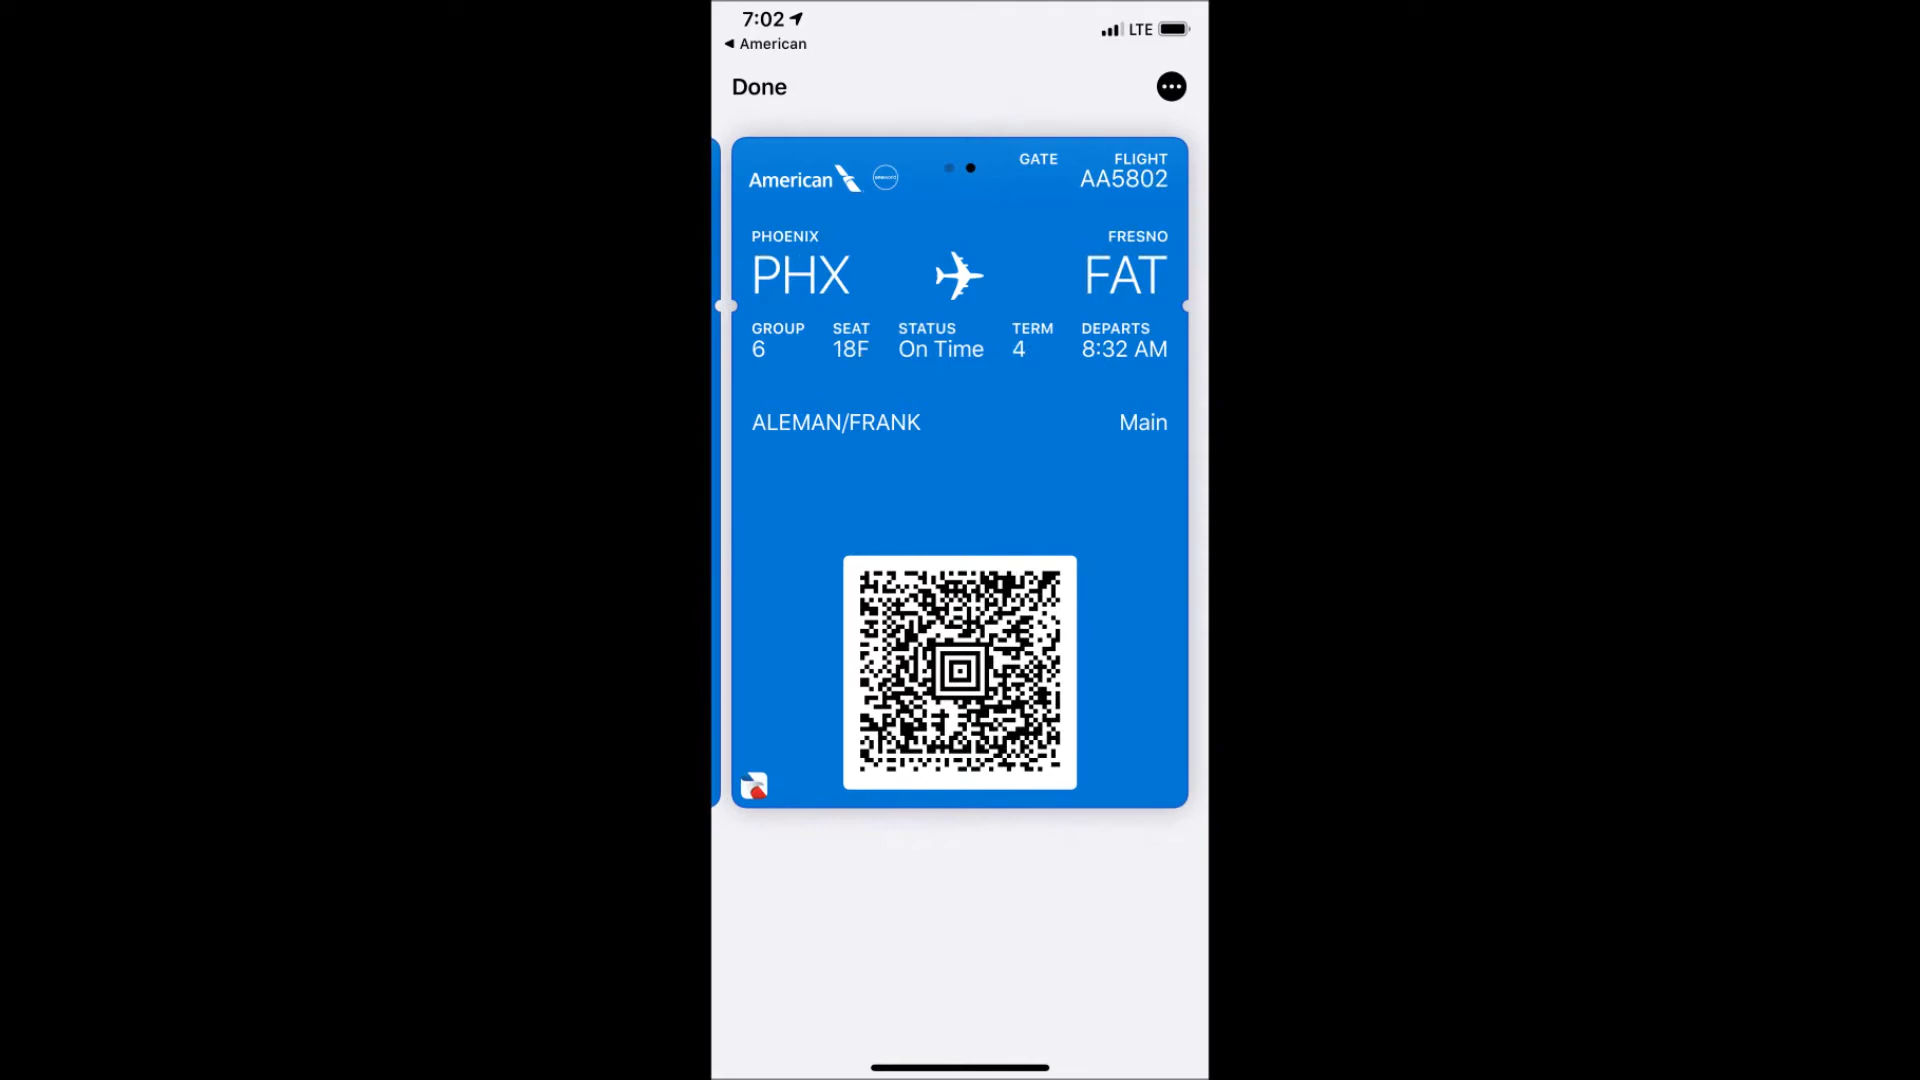 7:02
LTE
American
Done
American
oneworld
GATE
FLIGHT
AA5802
PHOENIX
FRESNO
PHX
FAT
GROUP SEAT STATUS TERM DEPARTS
6 18F On Time 4 8:32 AM
ALEMAN/FRANK
Main